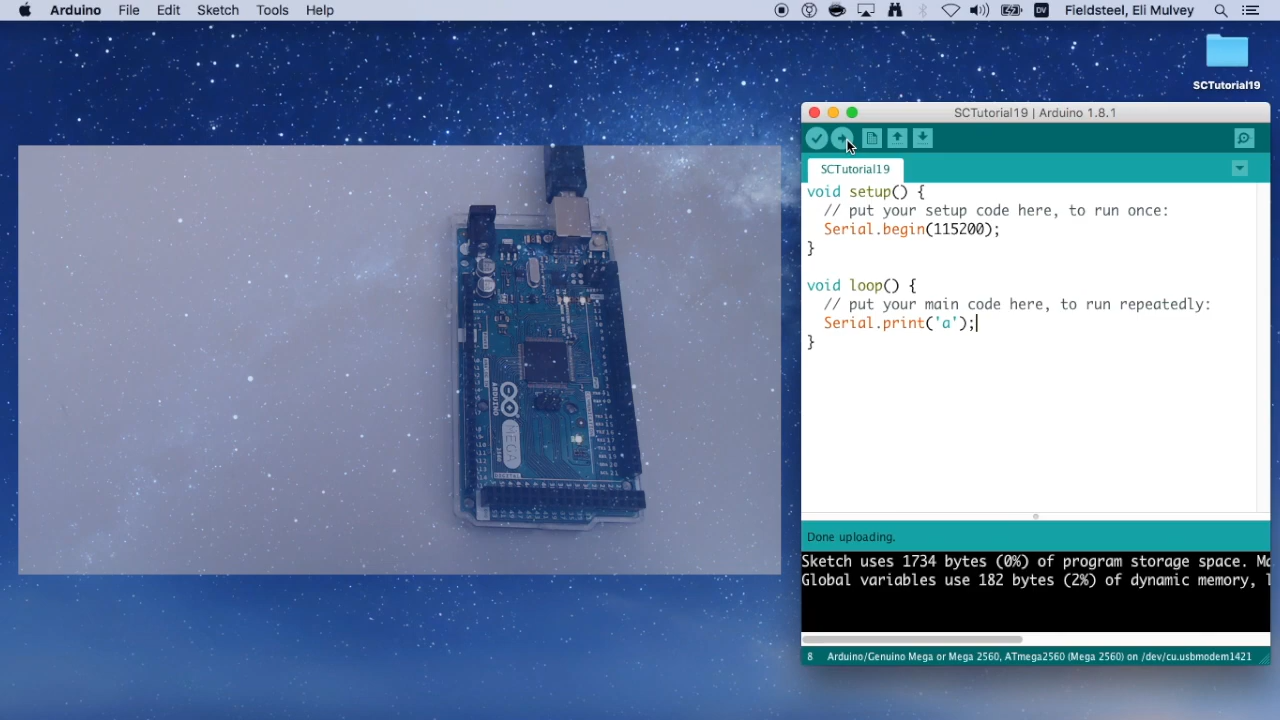 Arduino File Edit Sketch Tools Help DV Fieldsteel, Eli Mulvey
SCTutorial19
SCTutorial19 | Arduino 1.8.1
SCTutorial19
void setup() {
// put your setup code here, to run once:
Serial.begin(115200);
}
void loop() {
// put your main code here, to run repeatedly:
Serial.print('a');
}
ARDUINO
MEGA
Done uploading.
Sketch uses 1734 bytes (0%) of program storage space.
Global variables use 182 bytes (2%) of dynamic memory,
8 Arduino/Genuino Mega or Mega 2560, ATmega2560 (Mega 2560) on /dev/cu.usbmodem1421